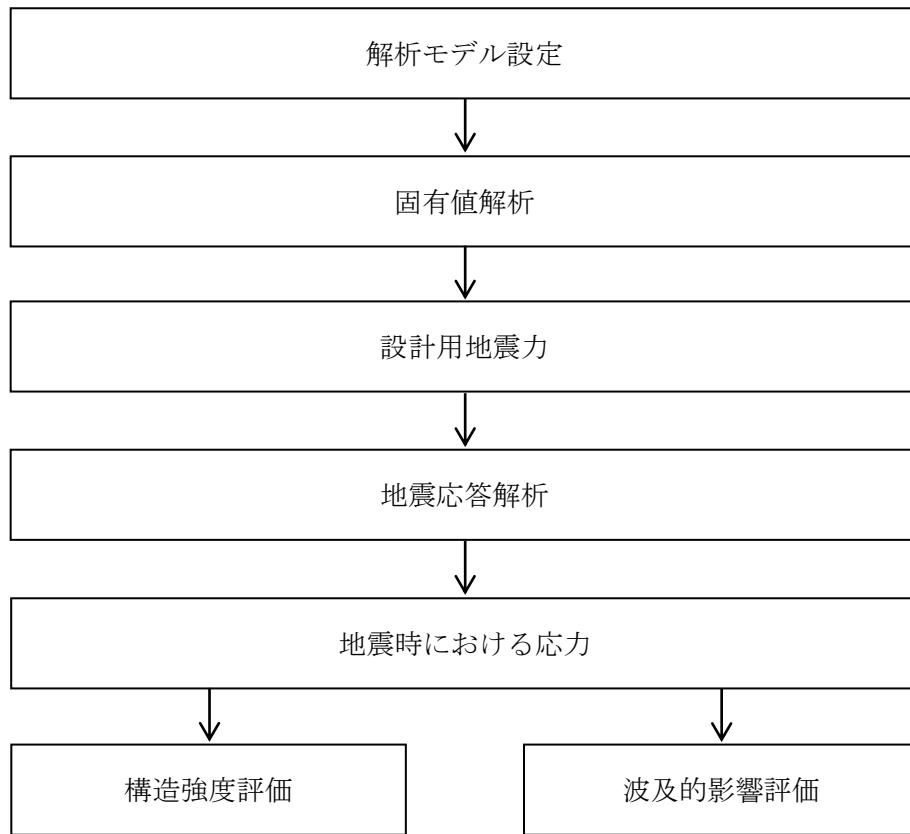 解析モデル設定
固有値解析
設計用地震力
地震応答解析
地震時における応力
構造強度評価
波及的影響評価